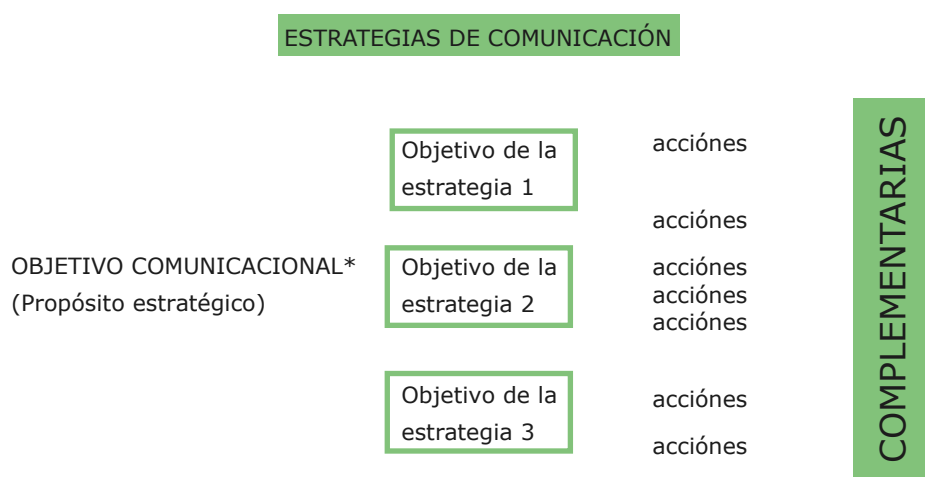 ESTRATEGIAS DE COMUNICACIÓN
OBJETIVO COMUNICACIONAL*
(Propósito estratégico)
Objetivo de la
estrategia 1
Objetivo de la
estrategia 2
Objetivo de la
estrategia 3
acciónes
acciónes
acciónes
acciónes
acciónes
acciónes
acciónes
COMPLEMENTARIAS